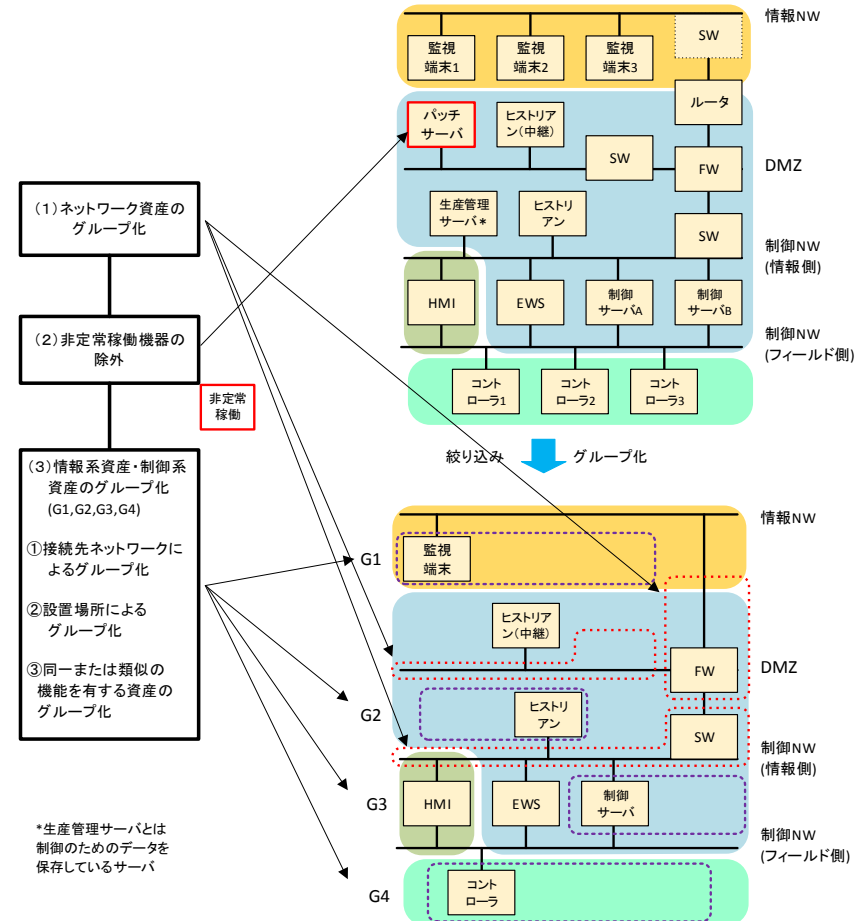 (1)ネットワーク資産の
グループ化
(2)非定常稼働機器の
除外
非定常
稼働
(3)情報系資産・制御系
資産のグループ化
(G1,G2,G3,G4)
①接続先ネットワークに
よるグループ化
②設置場所による
グループ化
③同一または類似の
機能を有する資産の
グループ化
*生産管理サーバとは
制御のためのデータを
保存しているサーバ
情報NW
監視
端末1
監視
端末2
監視
端末3
SW
ルータ
パッチ
サーバ
ヒストリア
ン(中継)
SW
FW
DMZ
生産管理
サーバ*
ヒストリ
アン
SW
制御NW
(情報側)
HMI
EWS
制御
サーバA
制御
サーバB
制御NW
(フィールド側)
コント
ローラ1
コント
ローラ2
コント
ローラ3
絞り込み
グループ化
情報NW
G1
監視
端末
ヒストリア
ン(中継)
FW
DMZ
G2
ヒストリ
アン
SW
制御NW
(情報側)
G3
HMI
EWS
制御
サーバ
制御NW
(フィールド側)
G4
コント
ローラ